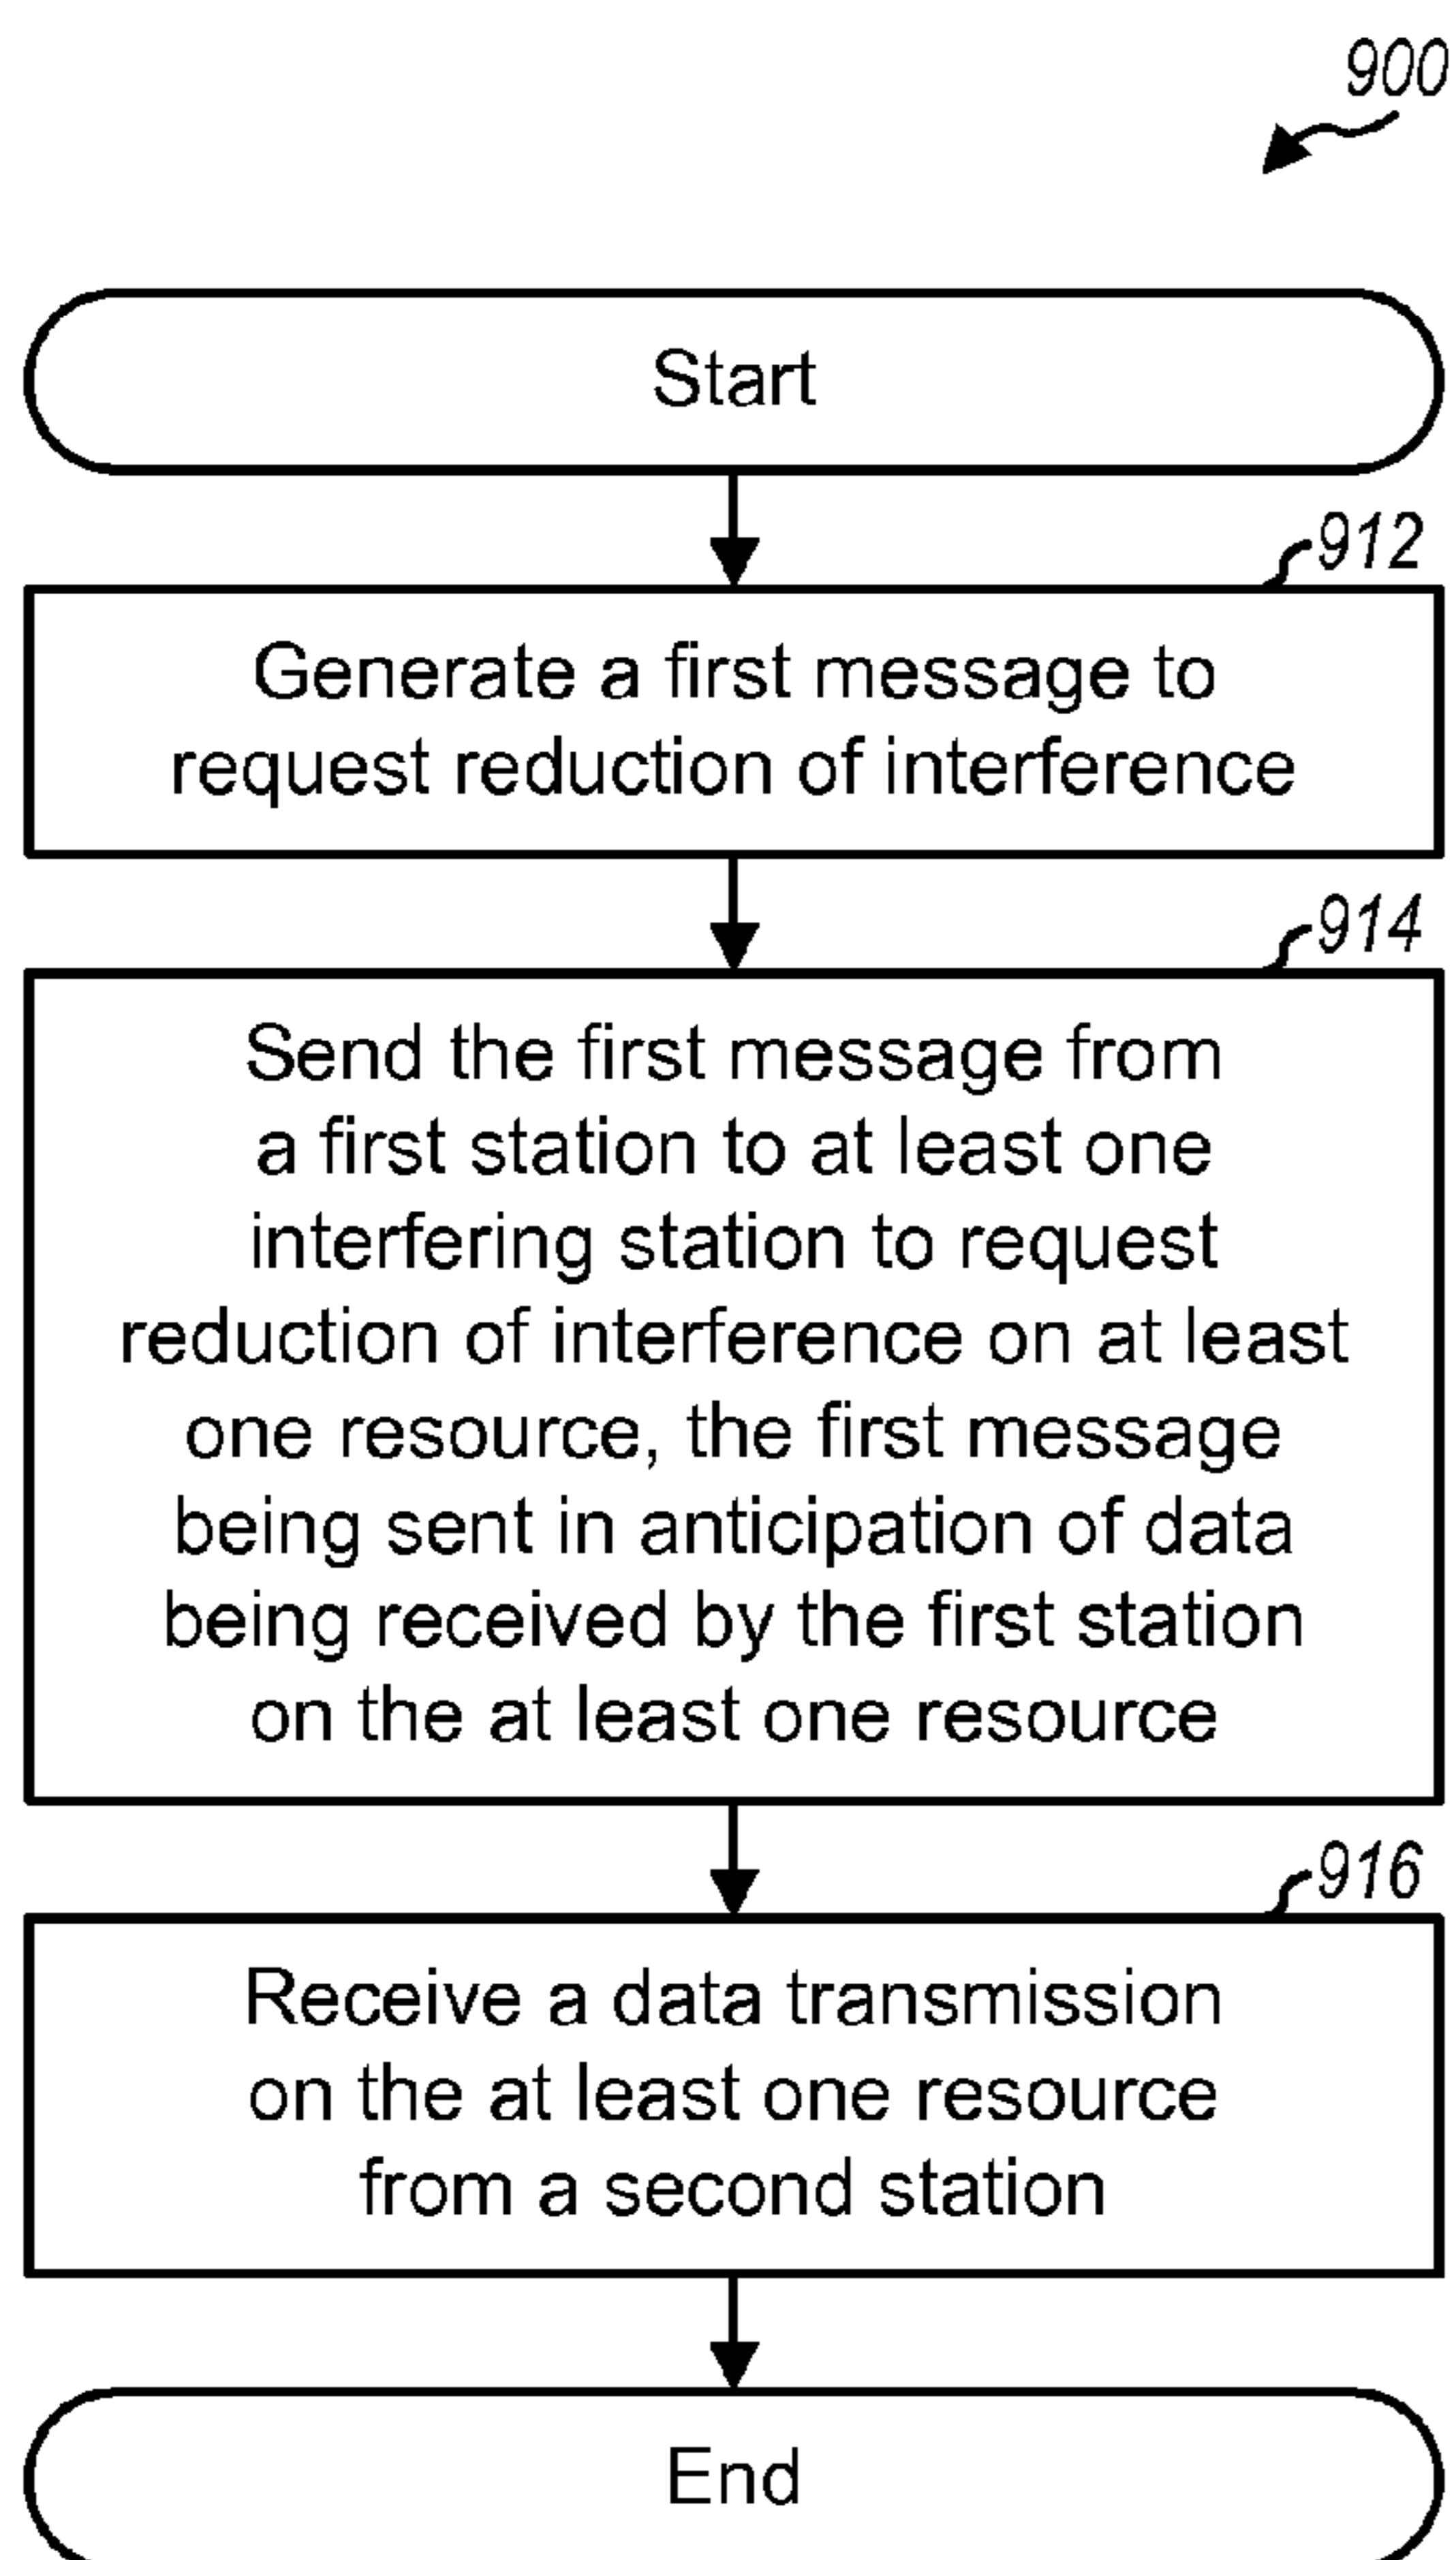 900
Start
912
Generate a first message to
request reduction of interference
914
Send the first message from
a first station to at least one
interfering station to request
reduction of interference on at least
one resource, the first message
being sent in anticipation of data
being received by the first station
on the at least one resource
916
Receive a data transmission
on the at least one resource
from a second station
End